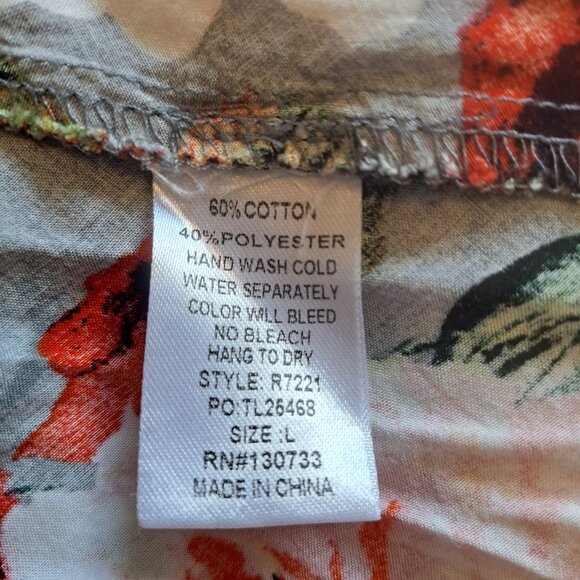 60% COTTON
40%POLYESTER
HAND WASH COLD
WATER SEPARATELY
COLOR WILL BLEED
NO BLEACH
HANG TO DRY
STYLE: R7221
PO:TL25468
SIZE :L
RN#130733
MADE IN CHINA